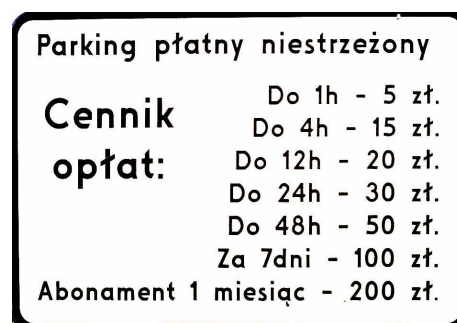 Parking płatny niestrzeżony
Cennik
opłat:
Do 1h - 5 zł.
Do 4h - 15 zł.
Do 12h - 20 zł.
Do 24h - 30 zł.
Do 48h - 50 zł.
Za 7dni - 100 zł.
Abonament 1 miesiąc - 200 zł.